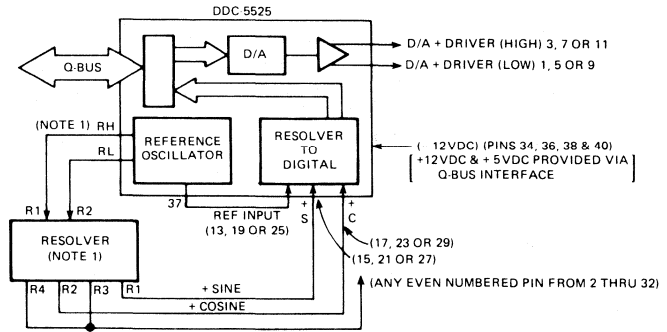 DDC-5525
Q-BUS
D/A
D/A + DRIVER (HIGH) 3, 7 OR 11
D/A + DRIVER (LOW) 1, 5 OR 9
(NOTE 1) RH
RL
REFERENCE
OSCILLATOR
RESOLVER
TO
DIGITAL
( 12VDC) (PINS 34, 36, 38 & 40)
+12VDC & + 5VDC PROVIDED VIA
Q-BUS INTERFACE
37
REF INPUT
(13, 19 OR 25)
+
S
+
C
R1
R2
RESOLVER
(NOTE 1)
(17, 23 OR 29)
(15, 21 OR 27)
R4
R2
R3
R1
+ SINE
+ COSINE
(ANY EVEN NUMBERED PIN FROM 2 THRU 32)